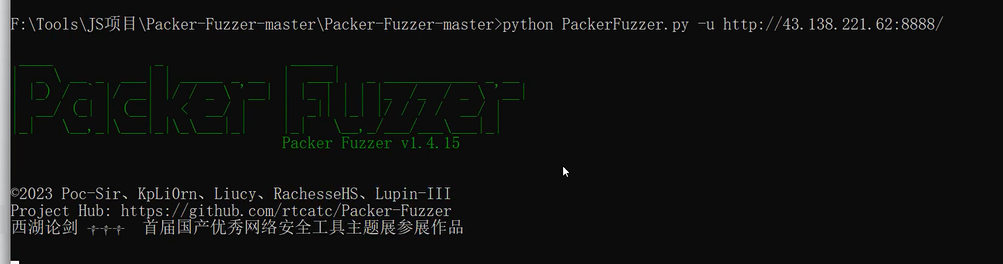 F:\Tools\JS项目\Packer-Fuzzer-master\Packer-Fuzzer-master>python PackerFuzzer.py -u http://43.138.221.62:8888/
Packer Fuzzer
Packer Fuzzer v1.4.15
©2023 Poc-Sir、KpLi0rn、Liucy、RachesseHS、Lupin-III
Project Hub: https://github.com/rtcatc/Packer-Fuzzer
西湖论剑 ⸎⸎⸎ 首届国产优秀网络安全工具主题展参展作品